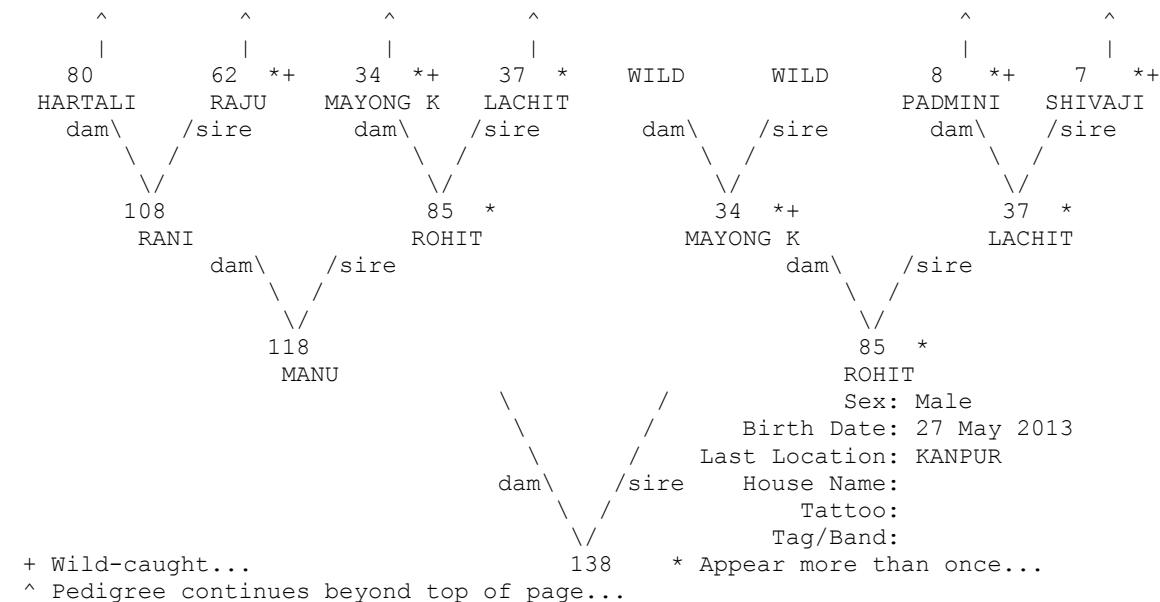 ^ ^ ^ ^ ^ ^
| | | | | |
80 62 *+ 34 *+ 37 * WILD WILD 8 *+ 7 *+
HARTALI RAJU MAYONG K LACHIT PADMINI SHIVAJI
dam\ /sire dam\ /sire dam\ /sire dam\ /sire
\ / \ / \ / \ /
\/ \/ \/ \/
108 85 * 34 *+ 37 *
RANI ROHIT MAYONG K LACHIT
dam\ /sire dam\ /sire
\ / \ /
\/ \/
118 85 *
MANU ROHIT
\ / Sex: Male
\ / Birth Date: 27 May 2013
\ / Last Location: KANPUR
dam\ /sire House Name:
\ / Tattoo:
\/ Tag/Band:
+ Wild-caught... 138 * Appear more than once...
^ Pedigree continues beyond top of page...